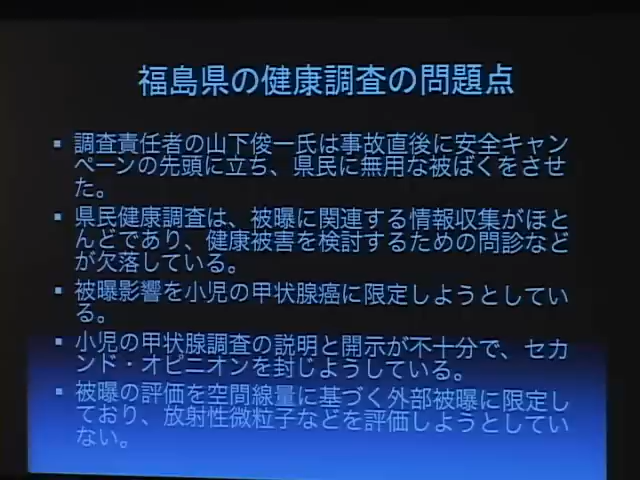 福島県の健康調査の問題点
▪ 調査責任者の山下俊一氏は事故直後に安全キャン
ペーンの先頭に立ち、県民に無用な被ばくをさせ
た。
▪ 県民健康調査は、被曝に関連する情報収集がほと
んどであり、健康被害を検討するための問診など
が欠落している。
▪ 被曝影響を小児の甲状腺癌に限定しようとしてい
る。
▪ 小児の甲状腺調査の説明と開示が不十分で、セカ
ンド・オピニオンを封じようしている。
▪ 被曝の評価を空間線量に基づく外部被曝に限定し
ており、放射性微粒子などを評価しようとしてい
ない。